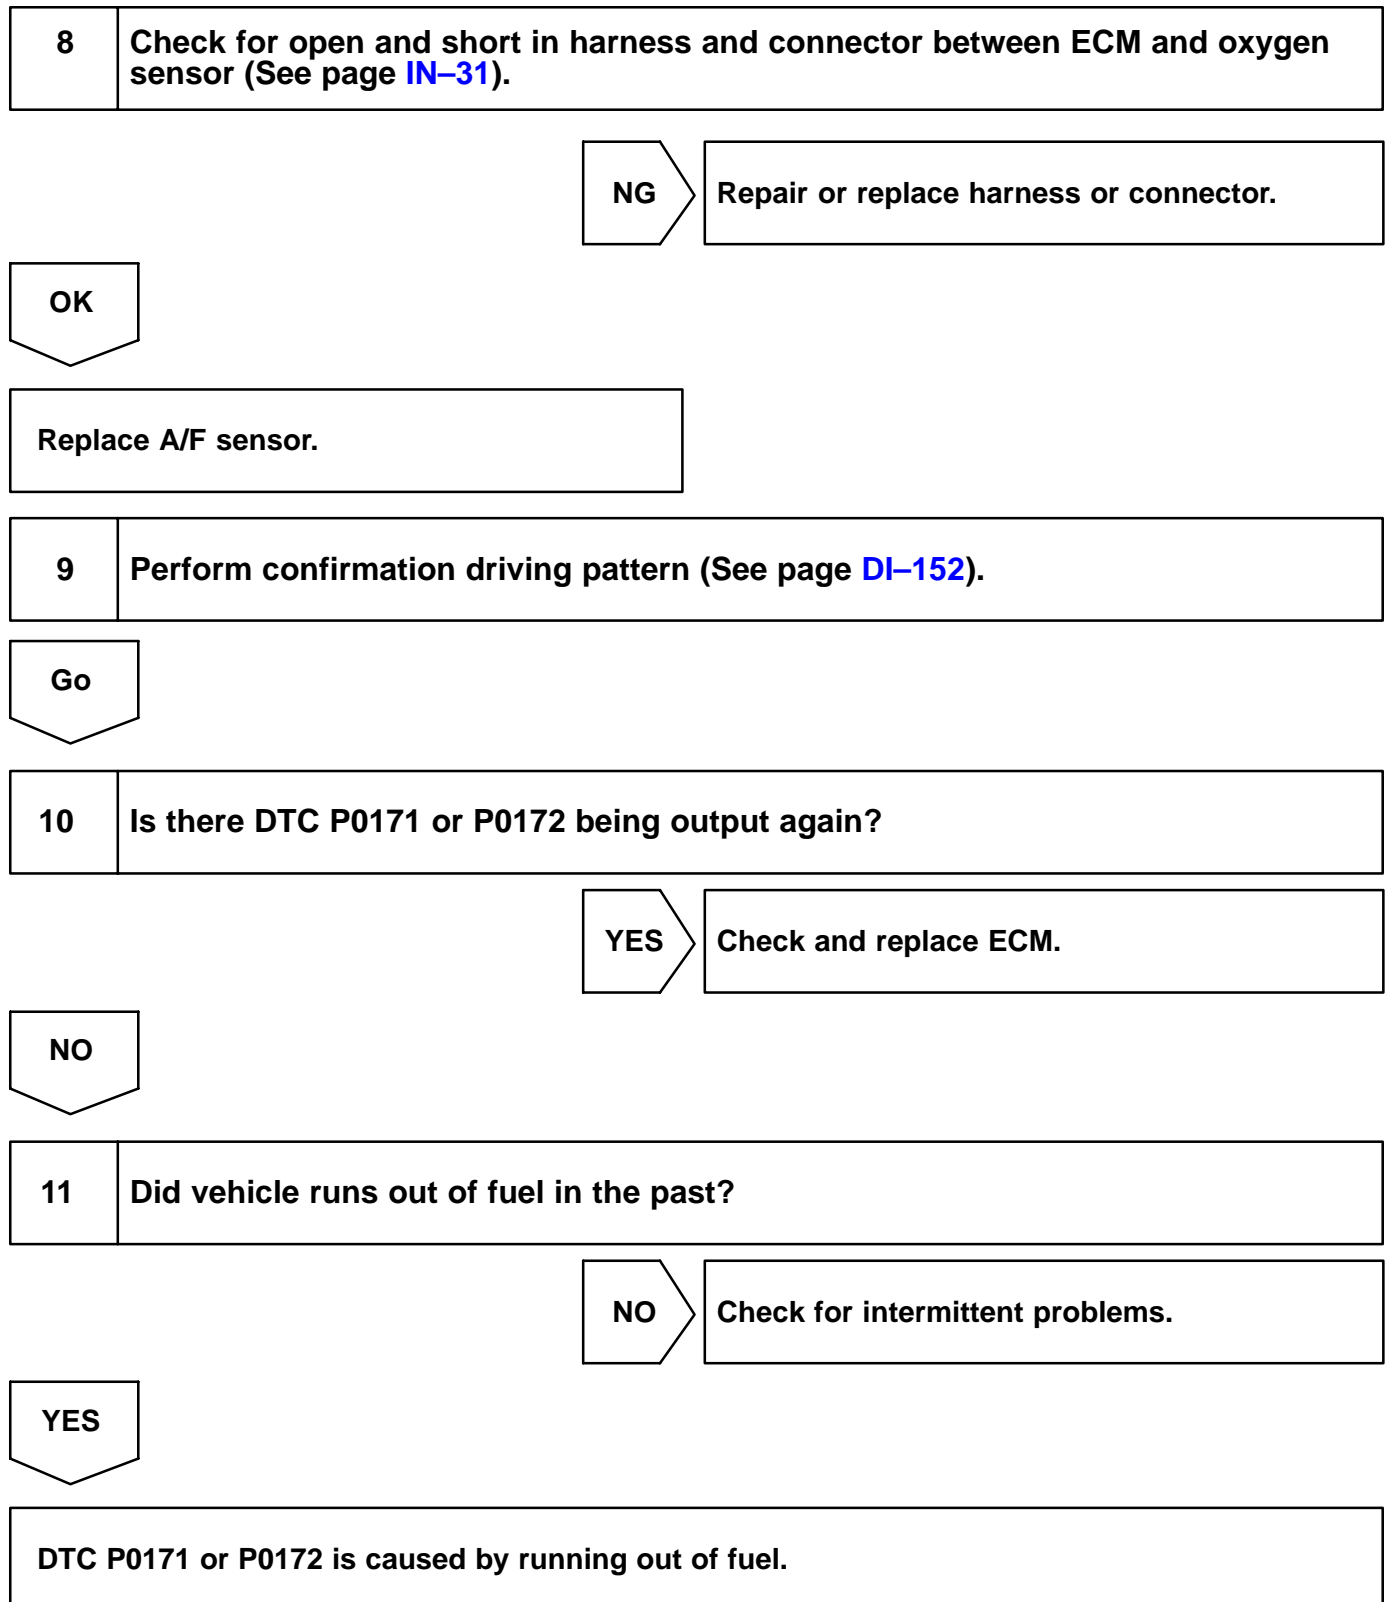 8
Check for open and short in harness and connector between ECM and oxygen
sensor (See page IN–31).
NG
Repair or replace harness or connector.
OK
Replace A/F sensor.
9
Perform confirmation driving pattern (See page DI–152).
Go
10
Is there DTC P0171 or P0172 being output again?
YES
Check and replace ECM.
NO
11
Did vehicle runs out of fuel in the past?
NO
Check for intermittent problems.
YES
DTC P0171 or P0172 is caused by running out of fuel.